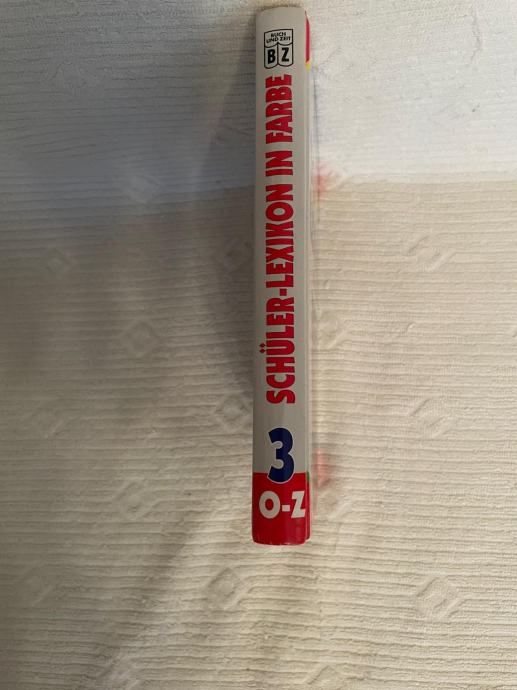 BUCH
UND ZEIT
BZ
SCHÜLER-LEXIKON IN FARBE
3
O-Z